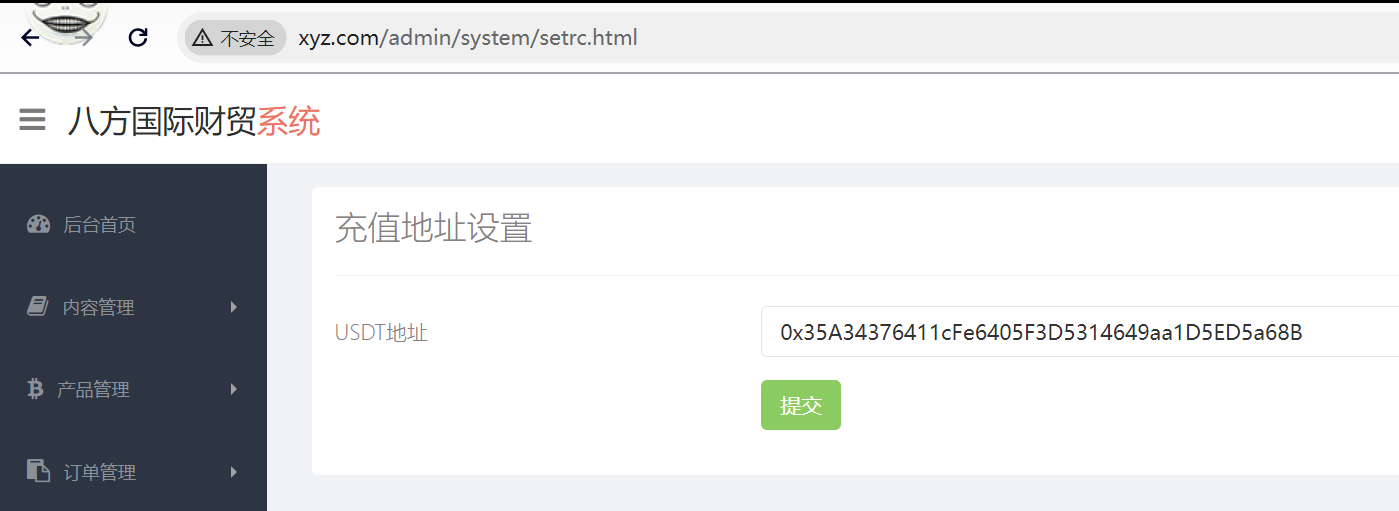 不安全 xyz.com/admin/system/setrc.html
八方国际财贸系统
后台首页
充值地址设置
内容管理
USDT地址 0x35A34376411cFe6405F3D5314649aa1D5ED5a68B
产品管理
提交
订单管理